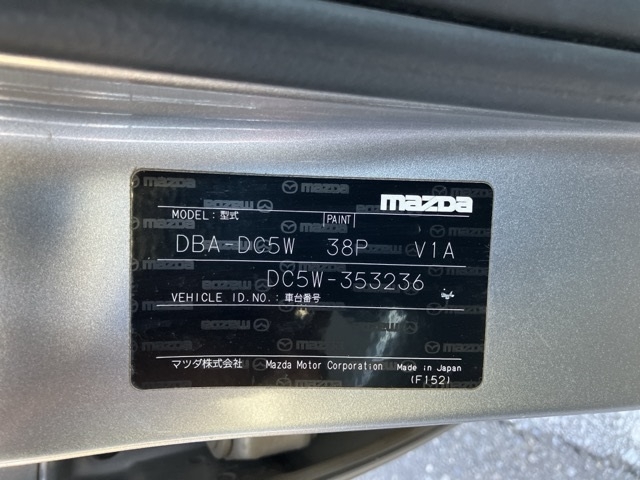 mazda
MODEL: 型式 PAINT
DBA-DC5W 38P V1A
DC5W-353236
VEHICLE ID.NO.: 車台番号
マツダ株式会社 Mazda Motor Corporation Made in Japan
(F152)